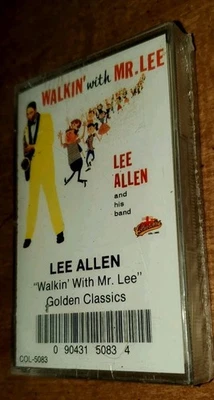 WALKIN' with MR. LEE
LEE
ALLEN
and
his
band
LEE ALLEN
"Walkin' With Mr. Lee"
Golden Classics
0 90431 5083 4
COL-5083